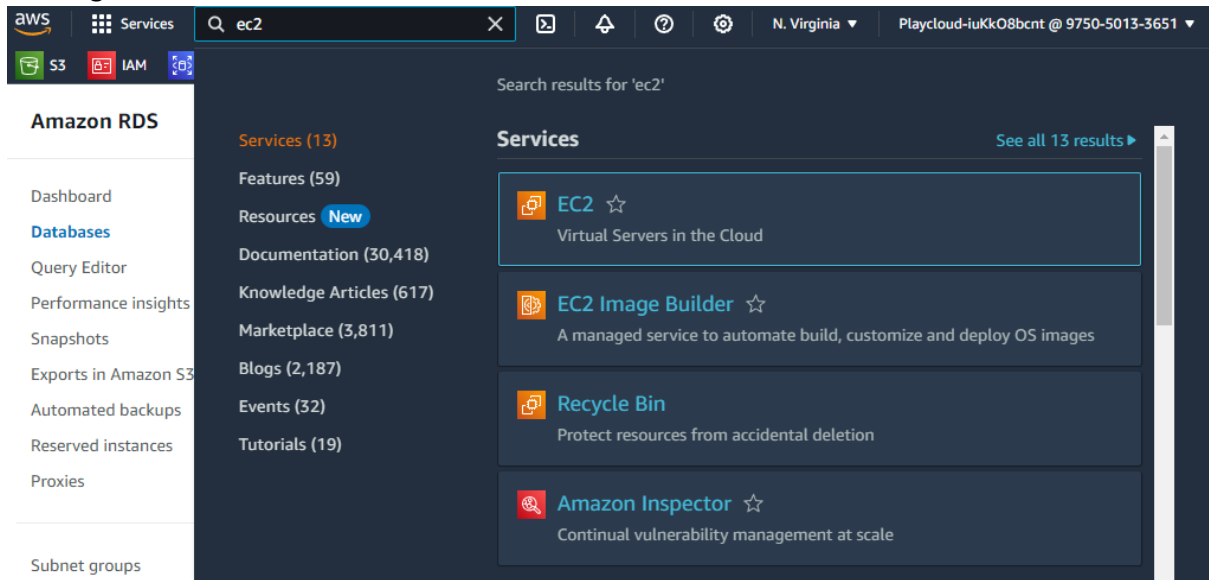 aws Services ec2 N. Virginia ▼ Playcloud-iuKkO8bcnt @ 9750-5013-3651 ▼
S3 IAM
Search results for 'ec2'
Amazon RDS
Dashboard
Databases
Query Editor
Performance insights
Snapshots
Exports in Amazon S3
Automated backups
Reserved instances
Proxies
Subnet groups
Services (13)
Features (59)
Resources New
Documentation (30,418)
Knowledge Articles (617)
Marketplace (3,811)
Blogs (2,187)
Events (32)
Tutorials (19)
Services See all 13 results
EC2
Virtual Servers in the Cloud
EC2 Image Builder
A managed service to automate build, customize and deploy OS images
Recycle Bin
Protect resources from accidental deletion
Amazon Inspector
Continual vulnerability management at scale